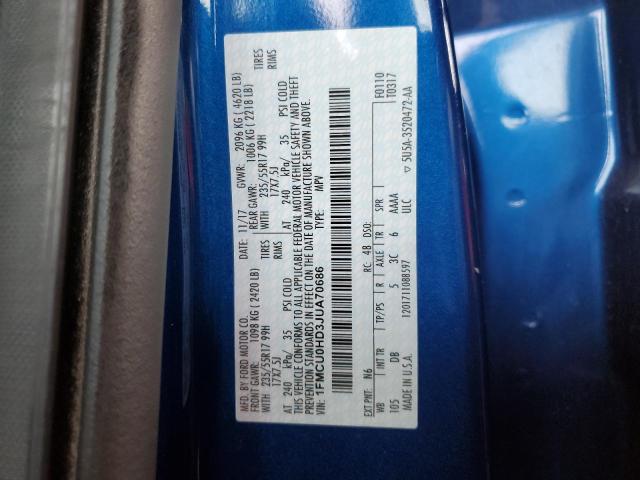 MFD. BY FORD MOTOR CO.
DATE: 11/17 GVWR: 2096 KG ( 4620 LB)
FRONT GAWR: 1098 KG ( 2420 LB) REAR GAWR: 1006 KG ( 2218 LB)
WITH 235/55R17 99H TIRES WITH 235/55R17 99H TIRES
17X7.5J RIMS 17X7.5J RIMS
AT 240 kPa/ 35 PSI COLD AT 240 kPa/ 35 PSI COLD
THIS VEHICLE CONFORMS TO ALL APPLICABLE FEDERAL MOTOR VEHICLE SAFETY AND THEFT
PREVENTION STANDARDS IN EFFECT ON THE DATE OF MANUFACTURE SHOWN ABOVE.
VIN: 1FMCU0HD3JUA70686 TYPE: MPV
F0110
T0317
EXT PNT: N6 RC: 48 DSO:
WB INT TR TP/PS R AXLE TR SPR
105 DB 5 3C 6 AAAA
MADE IN U.S.A. 1201711088597 ULC ▽ 5U5A-3520472-AA